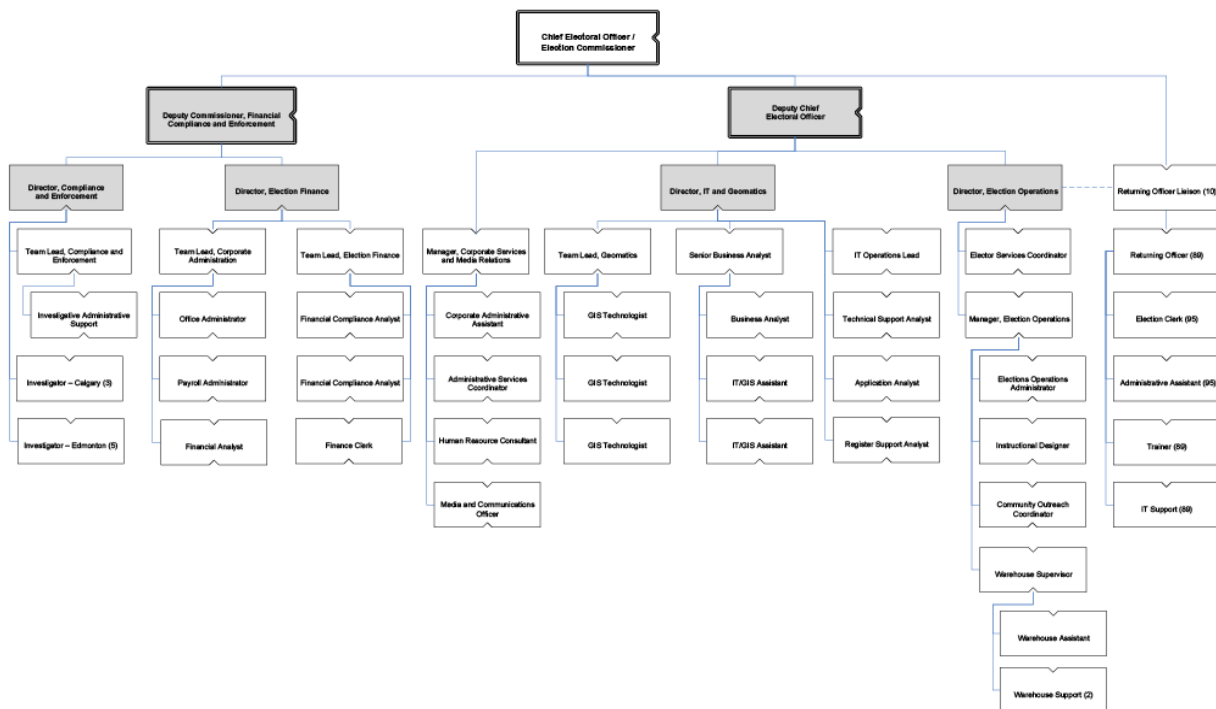 Chief Electoral Officer /
Election Commissioner
Deputy Commissioner, Financial
Compliance and Enforcement
Deputy Chief
Electoral Officer
Director, Compliance
and Enforcement
Director, Election Finance
Director, IT and Geomatics
Director, Election Operations
Returning Officer Liaison (10)
Team Lead, Compliance and
Enforcement
Team Lead, Corporate
Administration
Team Lead, Election Finance
Manager, Corporate Services
and Media Relations
Team Lead, Geomatics
Senior Business Analyst
IT Operations Lead
Elector Services Coordinator
Returning Officer (89)
Investigative Administrative
Support
Office Administrator
Financial Compliance Analyst
Corporate Administrative
Assistant
GIS Technologist
Business Analyst
Technical Support Analyst
Manager, Election Operations
Election Clerk (95)
Investigator – Calgary (3)
Payroll Administrator
Financial Compliance Analyst
Administrative Services
Coordinator
GIS Technologist
IT/GIS Assistant
Application Analyst
Elections Operations
Administrator
Administrative Assistant (95)
Investigator – Edmonton (5)
Financial Analyst
Finance Clerk
Human Resource Consultant
GIS Technologist
IT/GIS Assistant
Register Support Analyst
Instructional Designer
Trainer (89)
Media and Communications
Officer
Community Outreach
Coordinator
IT Support (89)
Warehouse Supervisor
Warehouse Assistant
Warehouse Support (2)